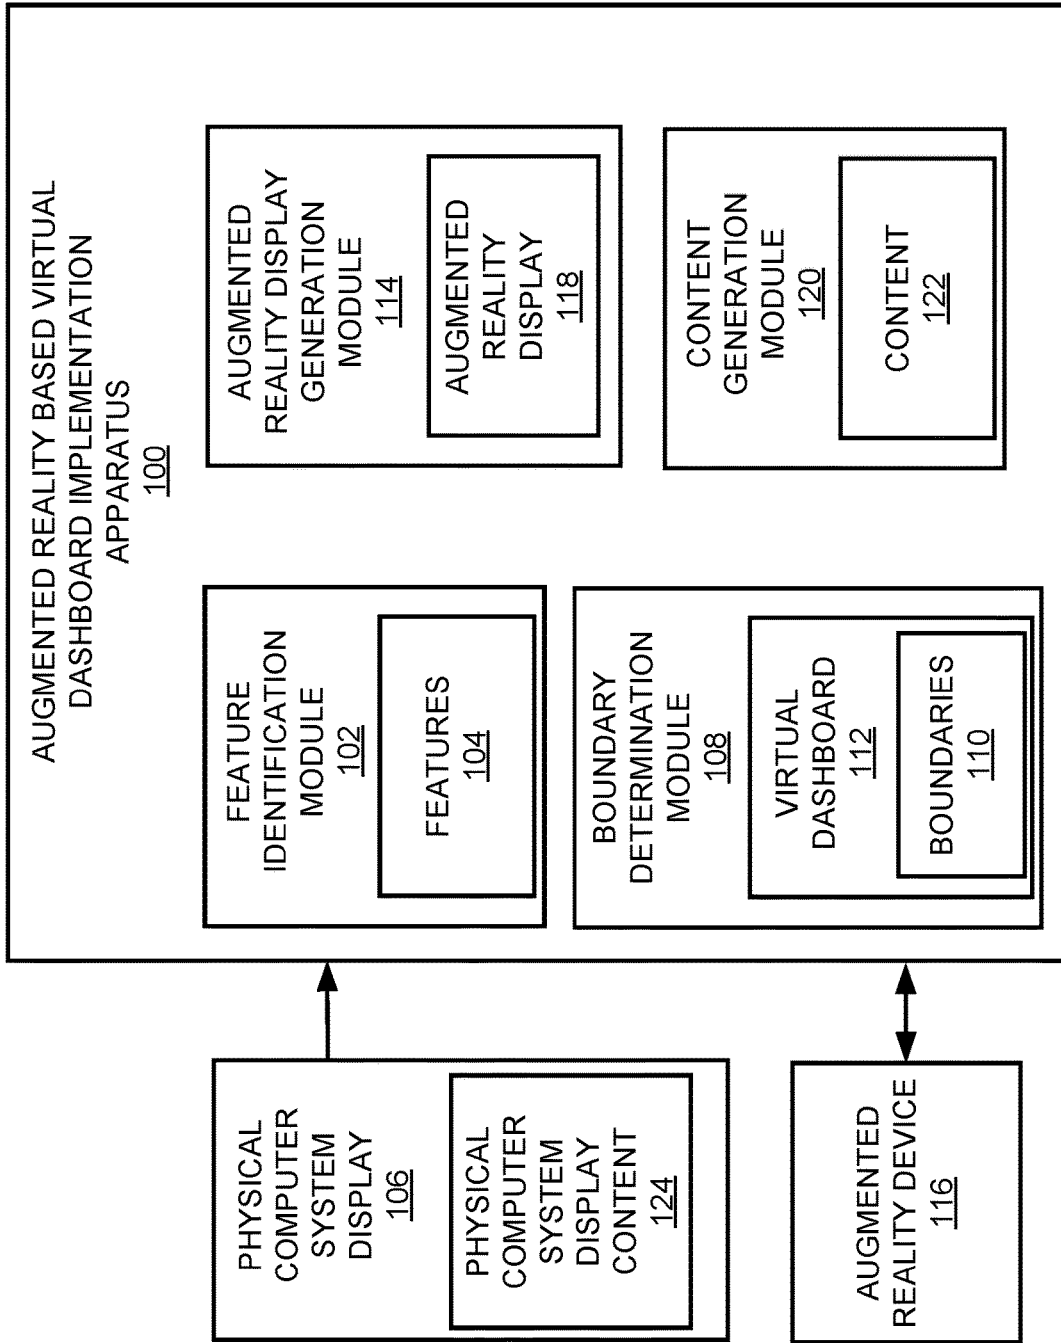 AUGMENTED REALITY BASED VIRTUAL
DASHBOARD IMPLEMENTATION
APPARATUS
100
PHYSICAL
COMPUTER
SYSTEM
DISPLAY
106
PHYSICAL
COMPUTER
SYSTEM
DISPLAY
CONTENT
124
AUGMENTED
REALITY DEVICE
116
FEATURE
IDENTIFICATION
MODULE
102
FEATURES
104
BOUNDARY
DETERMINATION
MODULE
108
VIRTUAL
DASHBOARD
112
BOUNDARIES
110
AUGMENTED
REALITY DISPLAY
GENERATION
MODULE
114
AUGMENTED
REALITY
DISPLAY
118
CONTENT
GENERATION
MODULE
120
CONTENT
122